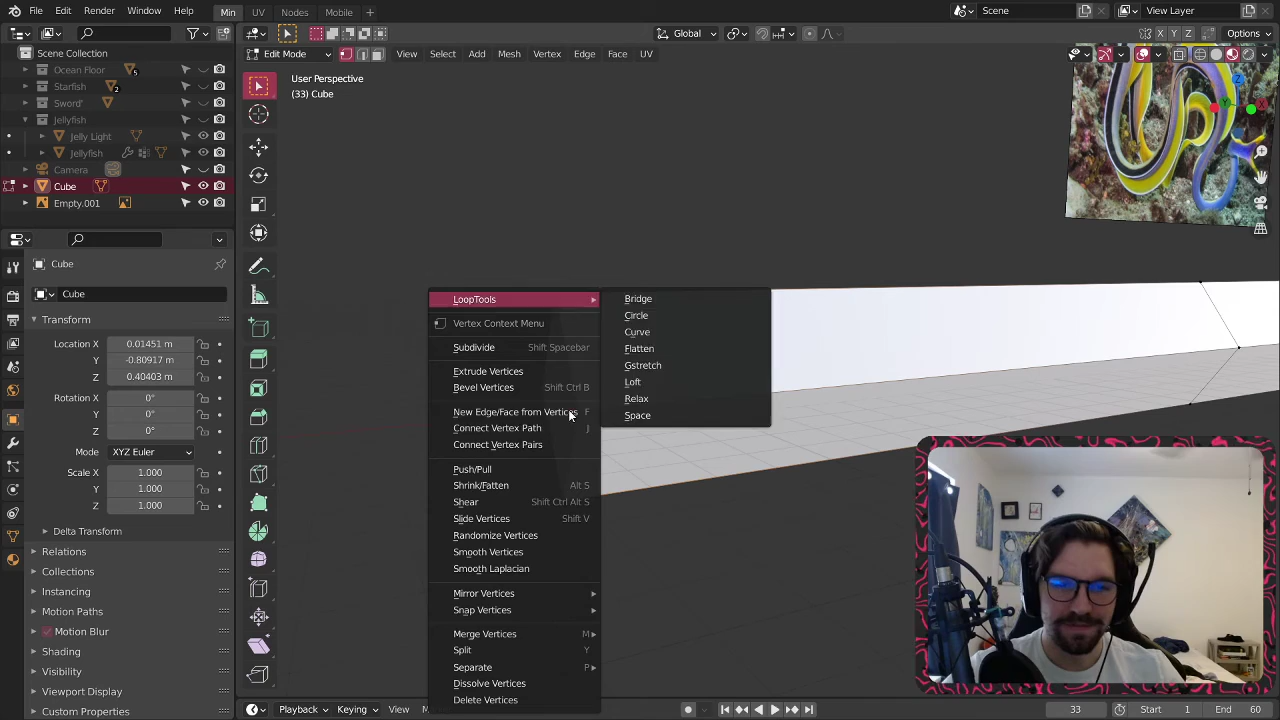 File Edit Render Window Help Min UV Nodes Mobile + Scene View Layer
Global Options
Edit Mode View Select Add Mesh Vertex Edge Face UV X Y Z
Scene Collection
Ocean Floor 5
Starfish 2
Sword'
Jellyfish
Jelly Light
Jellyfish
Camera
Cube
Empty.001
User Perspective
(33) Cube
Z
Y X
Cube
Cube
Transform
Location X 0.01451 m
Y -0.80917 m
Z 0.40403 m
Rotation X 0°
Y 0°
Z 0°
Mode XYZ Euler
Scale X 1.000
Y 1.000
Z 1.000
Delta Transform
Relations
Collections
Instancing
Motion Paths
Motion Blur
Shading
Visibility
Viewport Display
Custom Properties
LoopTools
Vertex Context Menu
Subdivide Shift Spacebar
Extrude Vertices
Bevel Vertices Shift Ctrl B
New Edge/Face from Vertices F
Connect Vertex Path J
Connect Vertex Pairs
Push/Pull
Shrink/Fatten Alt S
Shear Shift Ctrl Alt S
Slide Vertices Shift V
Randomize Vertices
Smooth Vertices
Smooth Laplacian
Mirror Vertices
Snap Vertices
Merge Vertices M
Split Y
Separate P
Dissolve Vertices
Delete Vertices
Bridge
Circle
Curve
Flatten
Gstretch
Loft
Relax
Space
Playback Keying View 33 Start 1 End 60